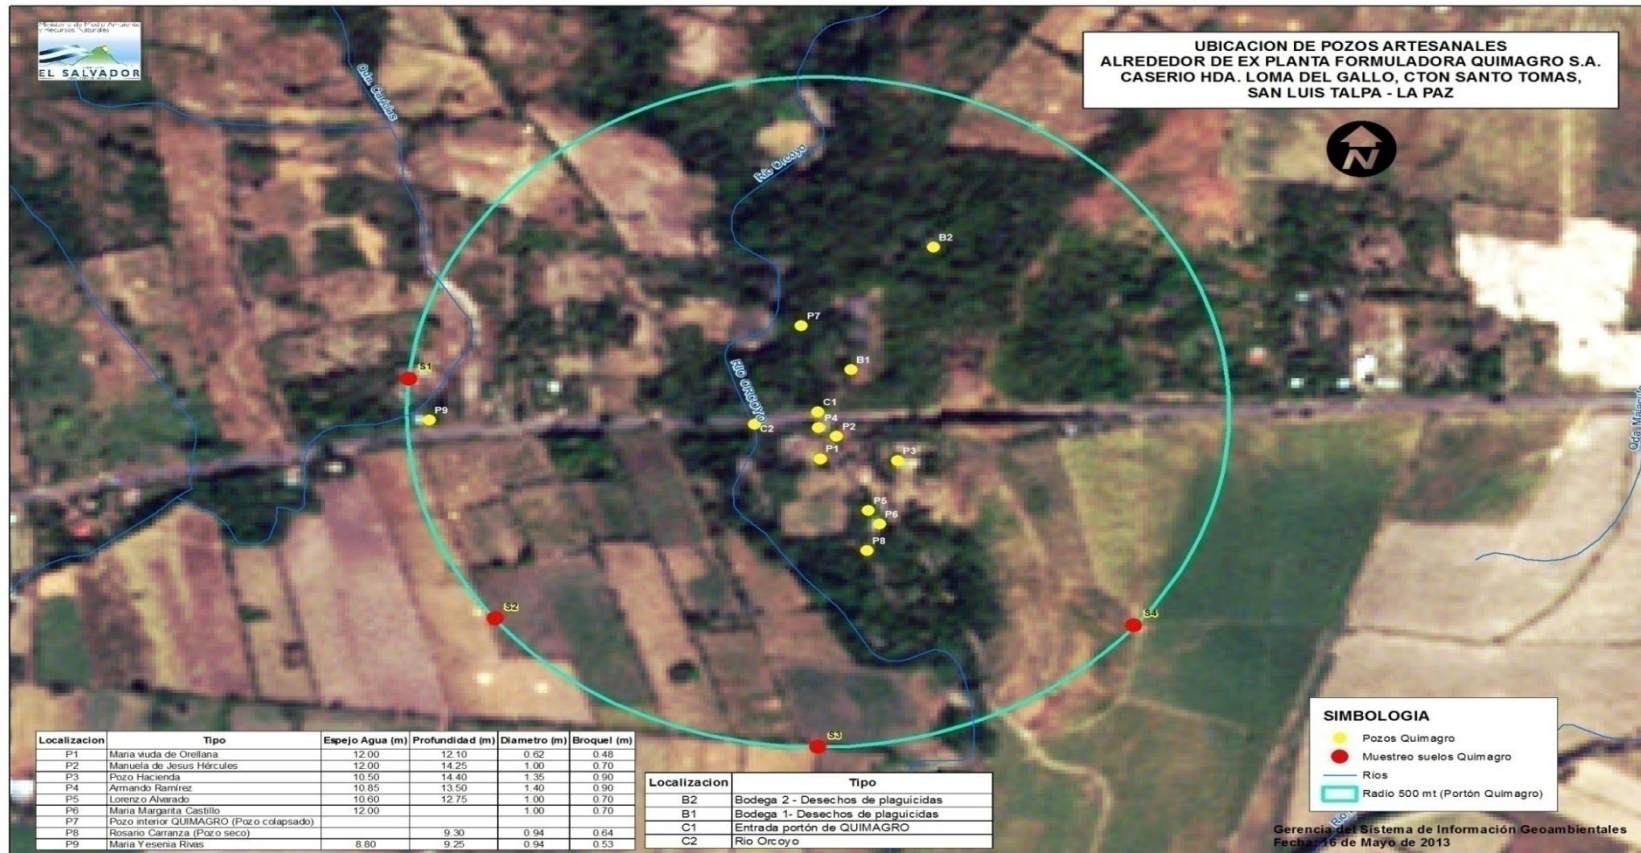 Ministerio de Medio Ambiente
y Recursos Naturales
EL SALVADOR
UBICACION DE POZOS ARTESANALES
ALREDEDOR DE EX PLANTA FORMULADORA QUIMAGRO S.A.
CASERIO HDA. LOMA DEL GALLO, CTON SANTO TOMAS,
SAN LUIS TALPA - LA PAZ
N
Rio Orcoyo
B2
P7
RIO ORCOYO
B1
S1
C1
P9
P4
C2
P2
P1
P3
P5
P6
P8
S2
S4
S3
Localizacion Tipo Espejo Agua (m) Profundidad (m) Diametro (m) Broquel (m)
P1 Maria viuda de Orellana 12.00 12.10 0.62 0.48
P2 Manuela de Jesus Hércules 12.00 14.25 1.00 0.70
P3 Pozo Hacienda 10.50 14.40 1.35 0.90
P4 Armando Ramírez 10.85 13.50 1.40 0.90
P5 Lorenzo Alvarado 10.60 12.75 1.00 0.70
P6 Maria Margarita Castillo 12.00 1.00 0.70
P7 Pozo interior QUIMAGRO (Pozo colapsado)
P8 Rosario Carranza (Pozo seco) 9.30 0.94 0.64
P9 Maria Yesenia Rivas 8.80 9.25 0.94 0.53
Localizacion Tipo
B2 Bodega 2 - Desechos de plaguicidas
B1 Bodega 1- Desechos de plaguicidas
C1 Entrada portón de QUIMAGRO
C2 Rio Orcoyo
SIMBOLOGIA
Pozos Quimagro
Muestreo suelos Quimagro
Rios
Radio 500 mt (Portón Quimagro)
Gerencia del Sistema de Información Geoambientales
Fecha: 16 de Mayo de 2013